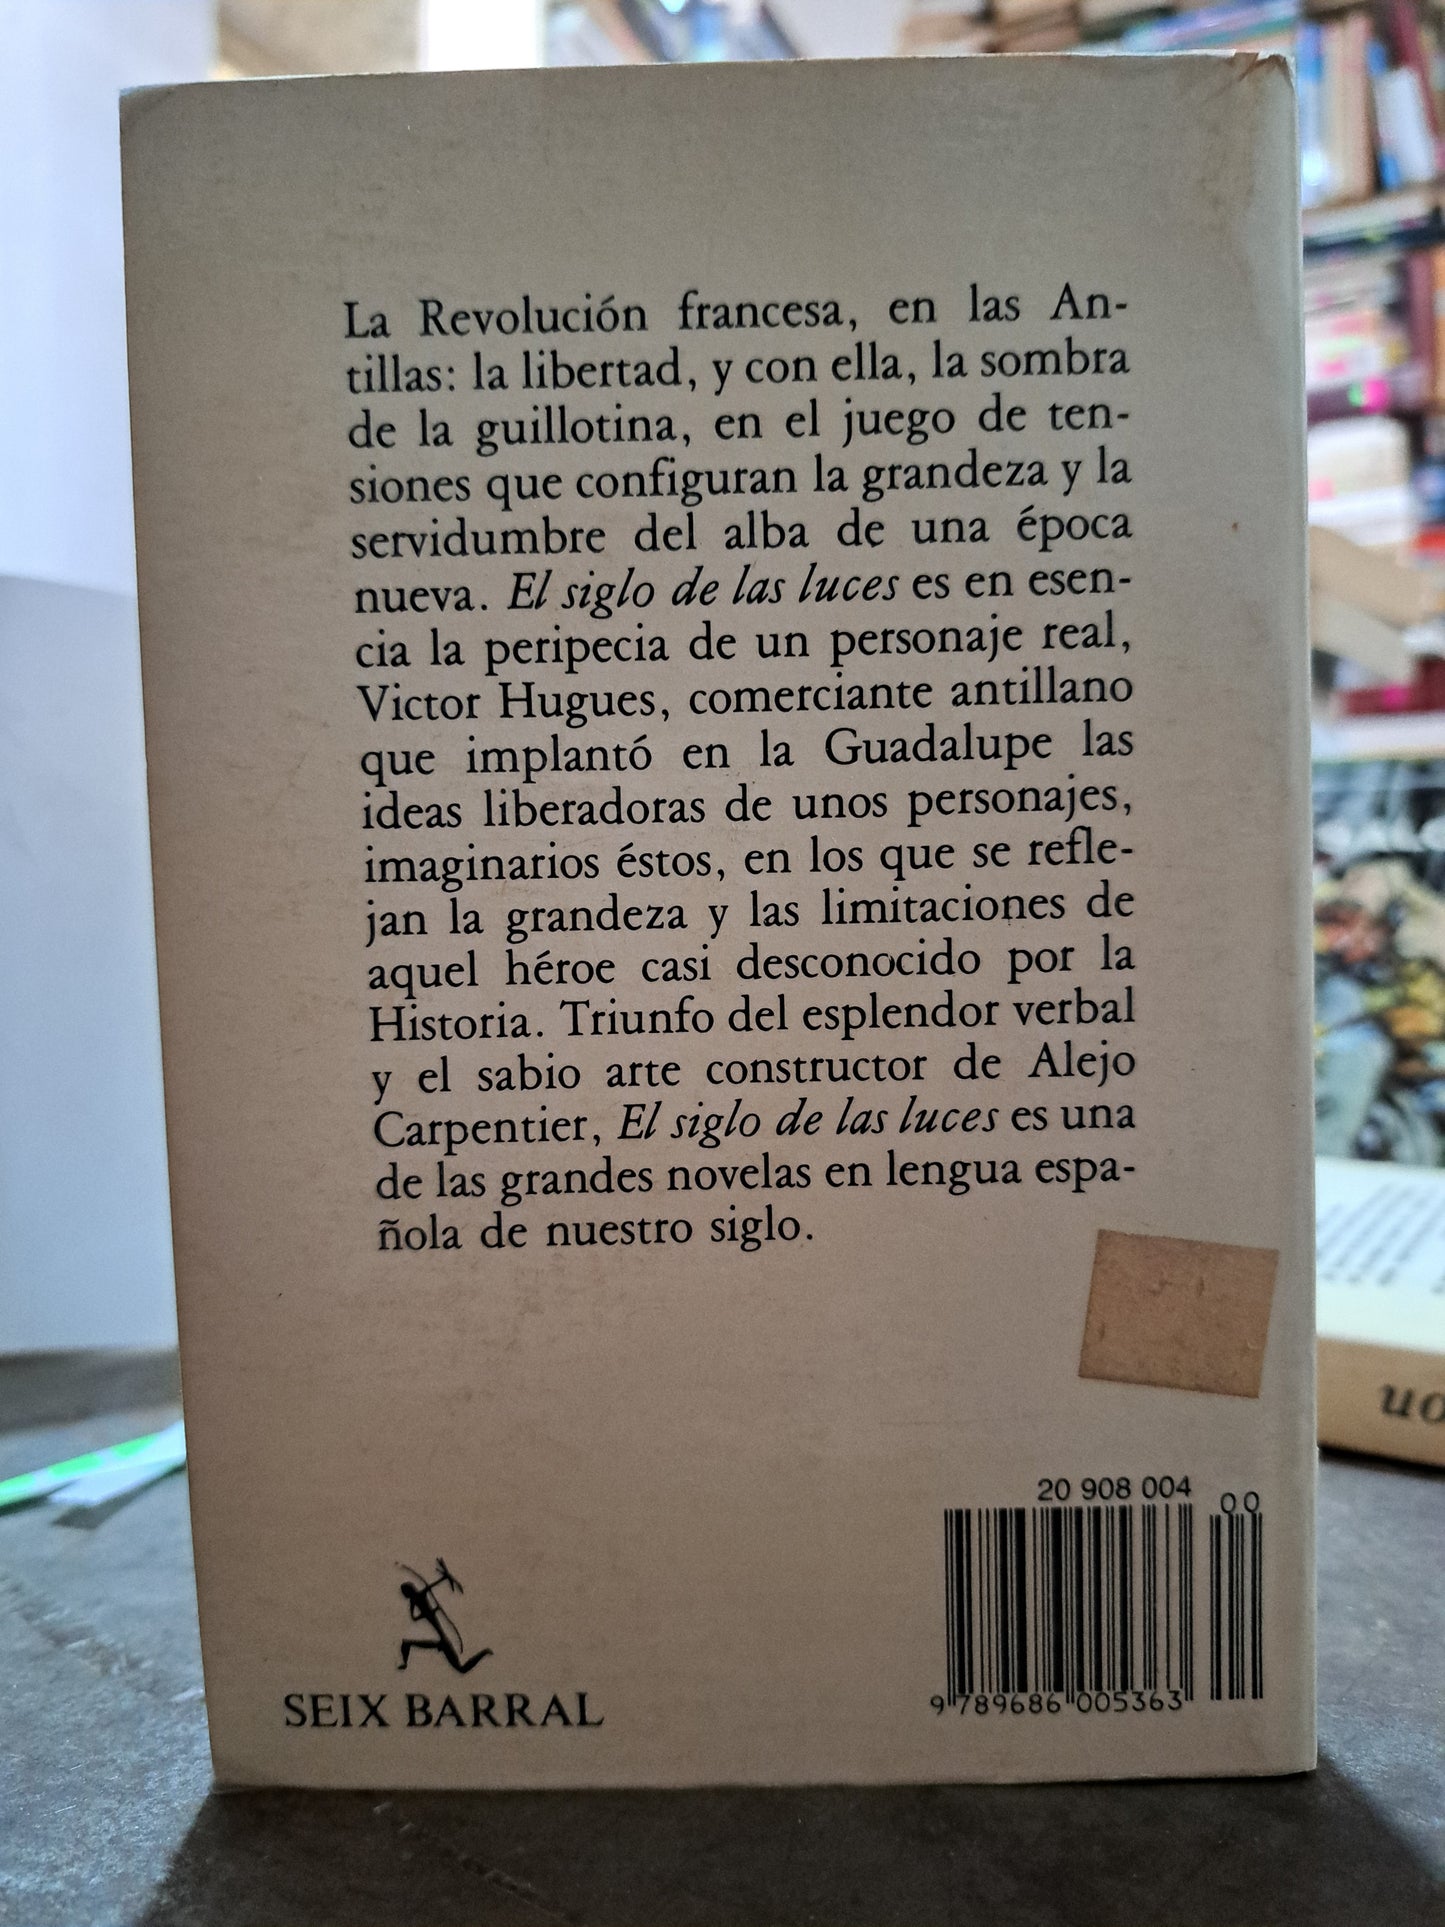 La Revolución francesa, en las An-
tillas: la libertad, y con ella, la sombra
de la guillotina, en el juego de ten-
siones que configuran la grandeza y la
servidumbre del alba de una época
nueva. El siglo de las luces es en esen-
cia la peripecia de un personaje real,
Victor Hugues, comerciante antillano
que implantó en la Guadalupe las
ideas liberadoras de unos personajes,
imaginarios éstos, en los que se refle-
jan la grandeza y las limitaciones de
aquel héroe casi desconocido por la
Historia. Triunfo del esplendor verbal
y el sabio arte constructor de Alejo
Carpentier, El siglo de las luces es una
de las grandes novelas en lengua espa-
ñola de nuestro siglo.
20 908 004
00
9 789686 005363
SEIX BARRAL